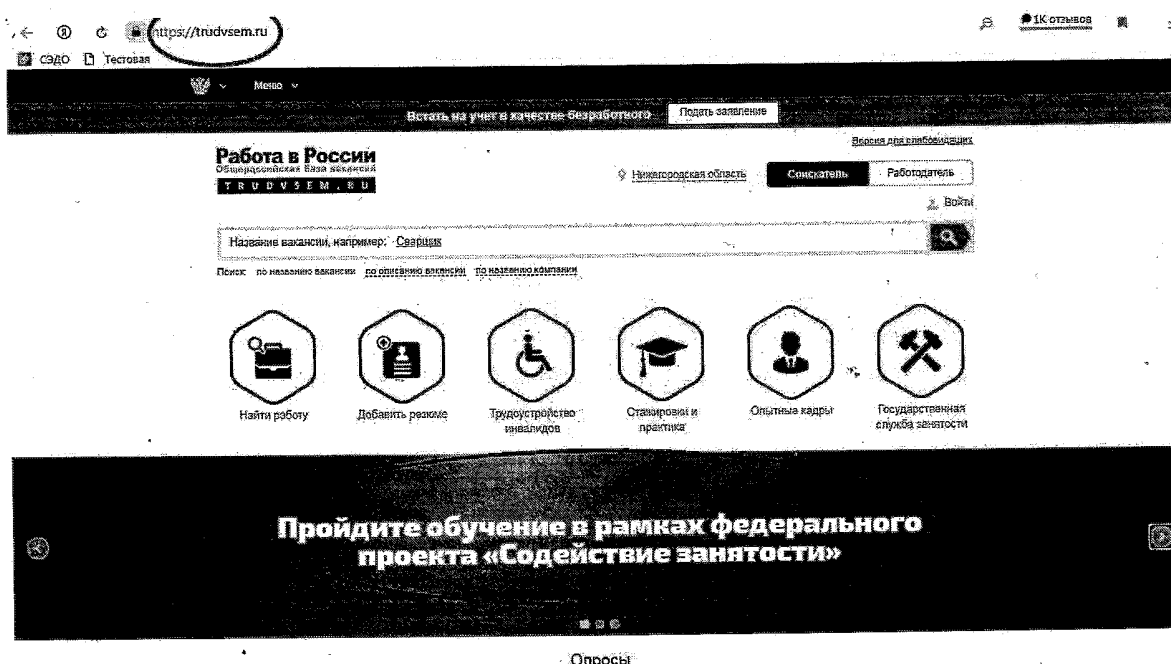 https://trudvsem.ru
1К отзывов
СЭДО Тестовая
Меню
Встать на учет в качестве безработного Подать заявление
Версия для слабовидящих
Работа в России
Общероссийская база вакансий
TRUDVSEM.RU
Нижегородская область Соискатель Работодатель
Войти
Название вакансии, например: Сварщик
Поиск: по названию вакансии по описанию вакансии по названию компании
Найти работу Добавить резюме Трудоустройство инвалидов Стажировки и практика Опытные кадры Государственная служба занятости
Пройдите обучение в рамках федерального
проекта «Содействие занятости»
Опросы